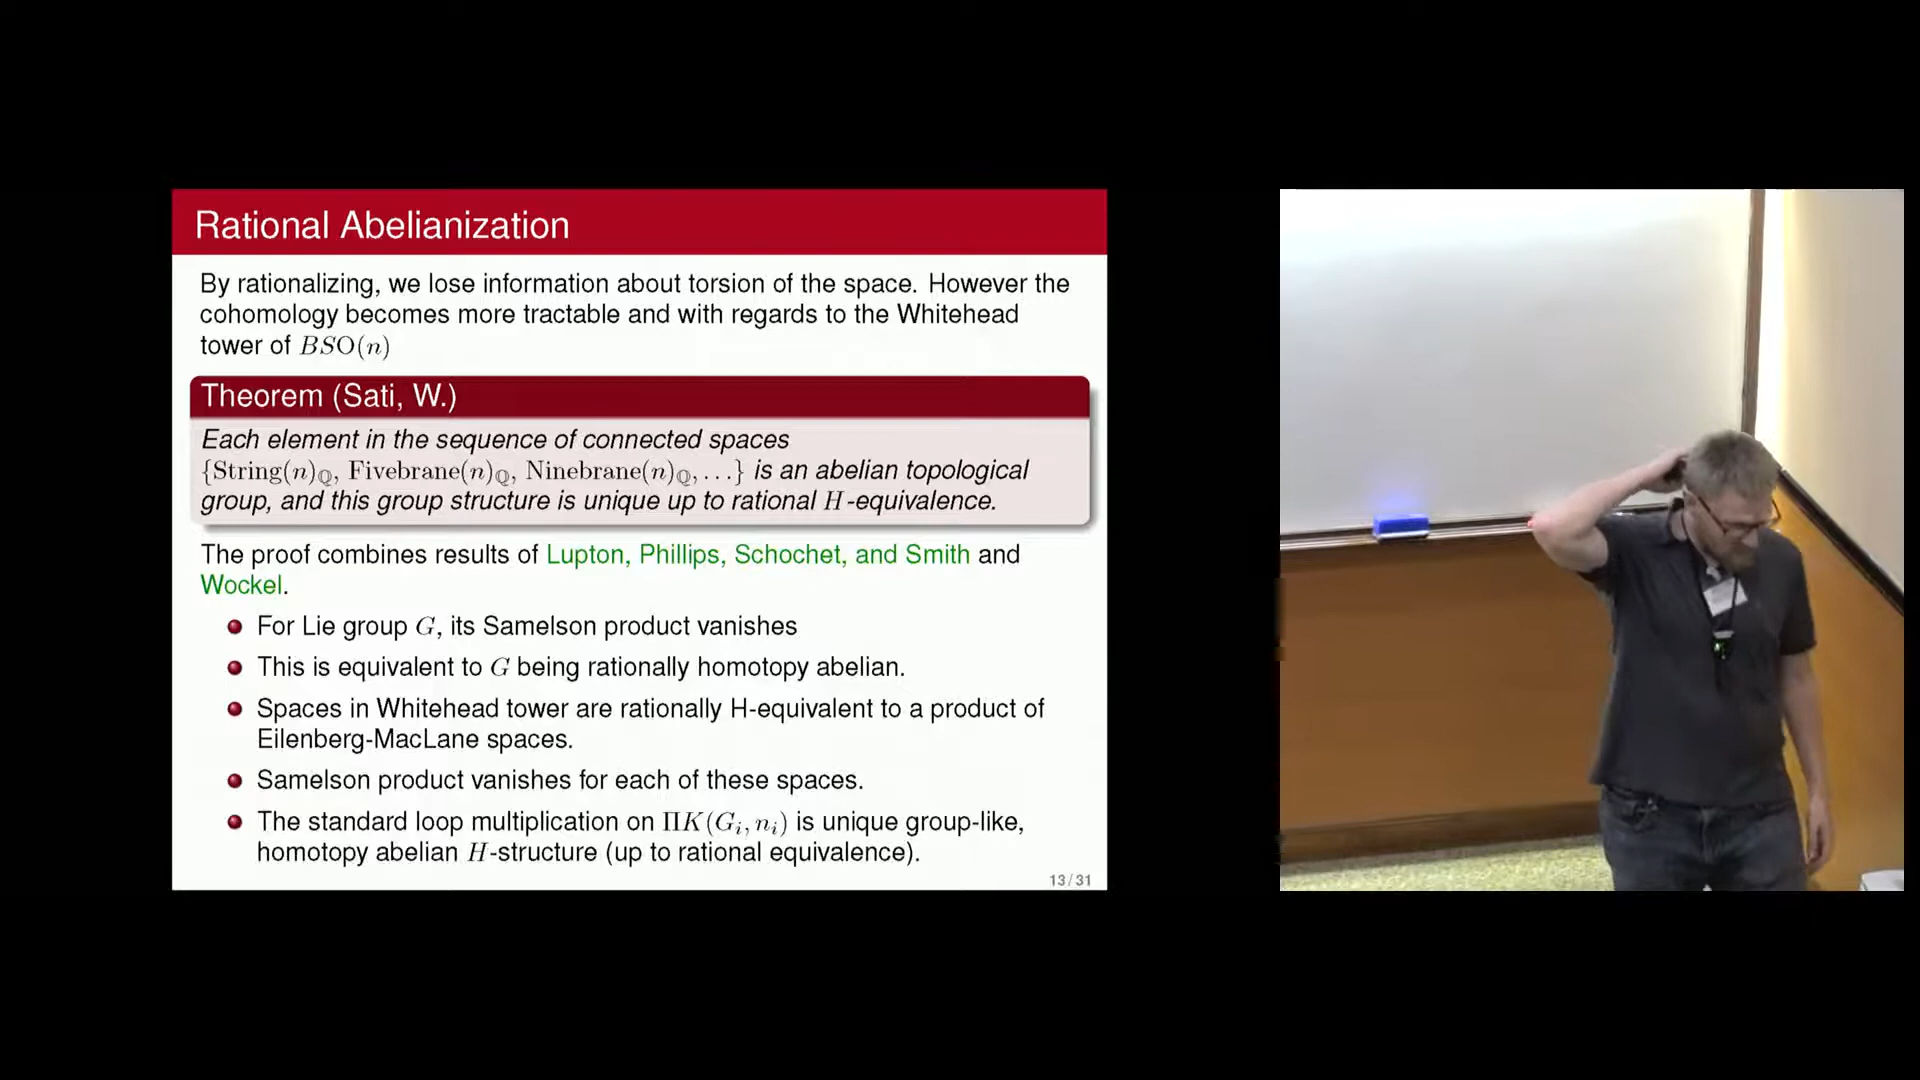 Rational Abelianization
By rationalizing, we lose information about torsion of the space. However the
cohomology becomes more tractable and with regards to the Whitehead
tower of BSO(n)
Theorem (Sati, W.)
Each element in the sequence of connected spaces
{String(n)_ℚ, Fivebrane(n)_ℚ, Ninebrane(n)_ℚ, . . .} is an abelian topological
group, and this group structure is unique up to rational H-equivalence.
The proof combines results of Lupton, Phillips, Schochet, and Smith and
Wockel.
For Lie group G, its Samelson product vanishes
This is equivalent to G being rationally homotopy abelian.
Spaces in Whitehead tower are rationally H-equivalent to a product of
Eilenberg-MacLane spaces.
Samelson product vanishes for each of these spaces.
The standard loop multiplication on ΠK(G_i, n_i) is unique group-like,
homotopy abelian H-structure (up to rational equivalence).
13 / 31